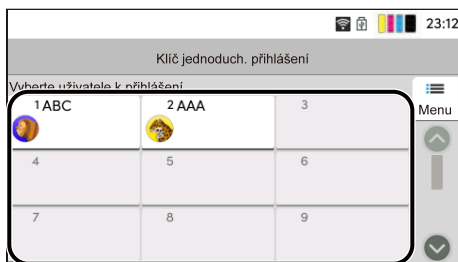 23:12
Klíč jednoduch. přihlášení
Vyberte uživatele k přihlášení.
Menu
1 ABC
2 AAA
3
4
5
6
7
8
9